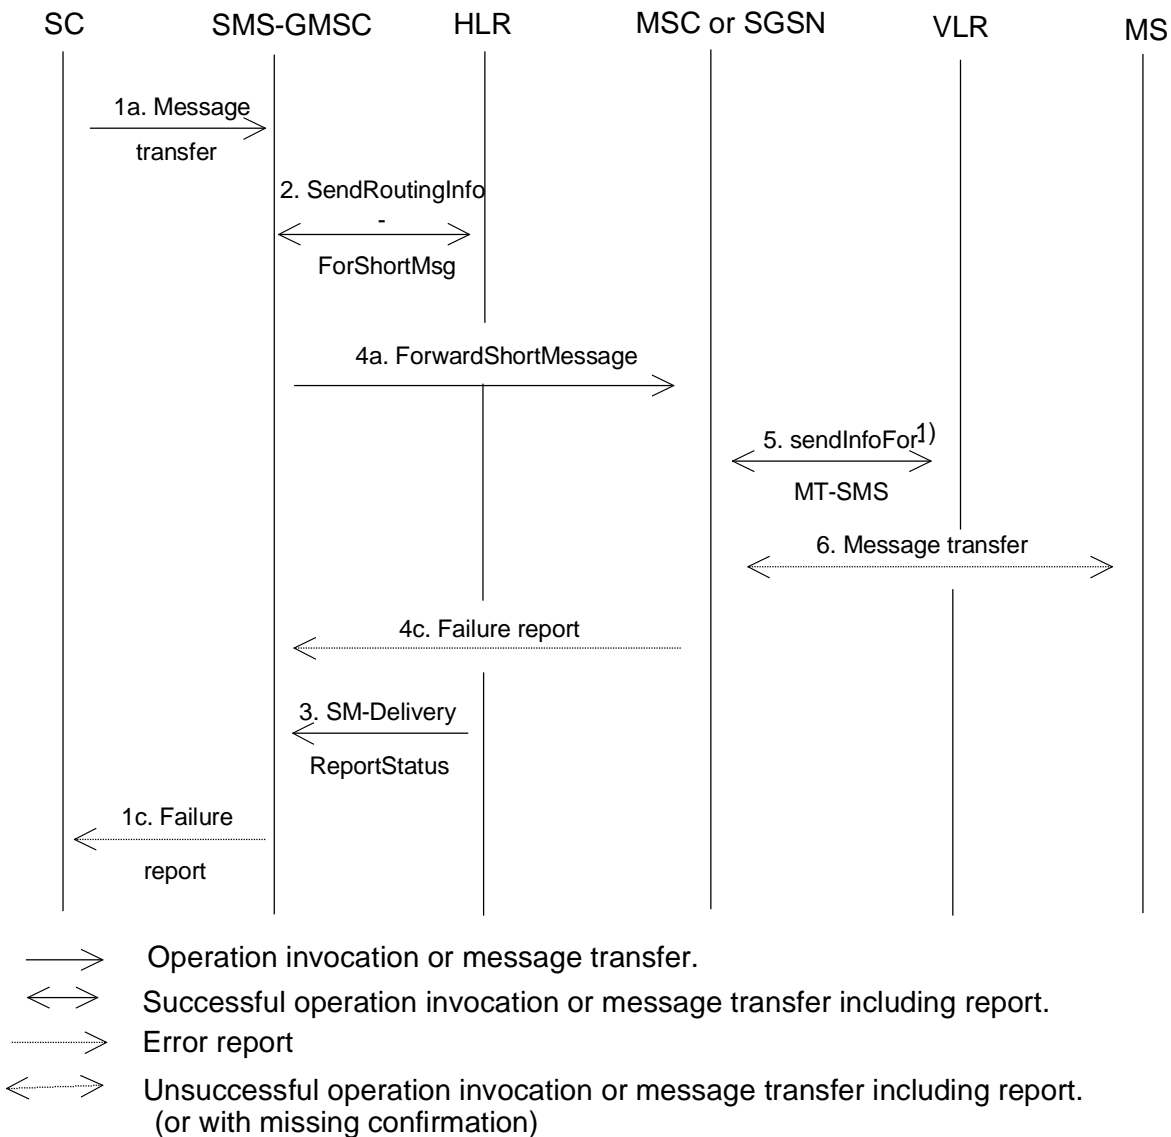 SC SMS-GMSC HLR MSC or SGSN VLR MS
1a. Message
transfer
2. SendRoutingInfo
-
ForShortMsg
4a. ForwardShortMessage
5. sendInfoFor- 1)
MT-SMS
6. Message transfer
4c. Failure report
3. SM-Delivery
ReportStatus
1c. Failure
report
Operation invocation or message transfer.
Successful operation invocation or message transfer including report.
Error report
Unsuccessful operation invocation or message transfer including report.
(or with missing confirmation)